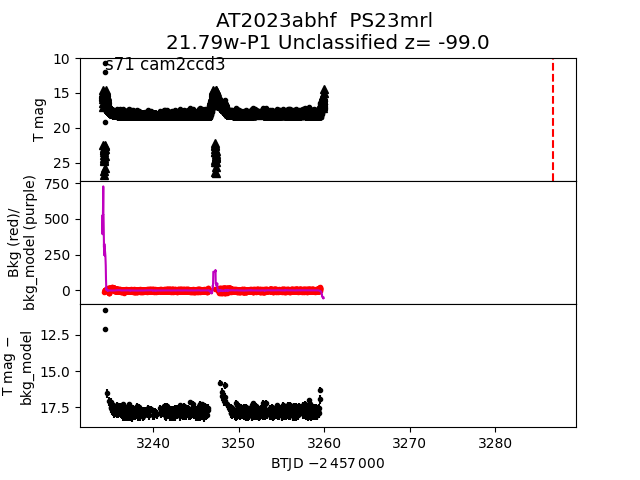 AT2023abhf  PS23mrl
21.79w-P1 Unclassified z= -99.0
s71 cam2ccd3
T mag
10
15
20
25
Bkg (red)/
bkg_model (purple)
750
500
250
0
T mag −
bkg_model
12.5
15.0
17.5
3240
3250
3260
3270
3280
BTJD −2 457 000